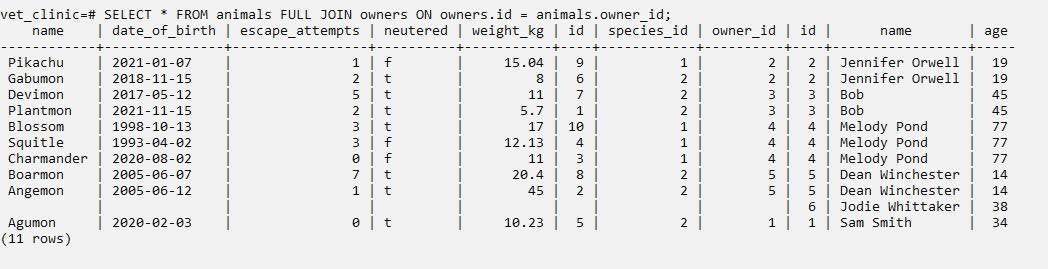 vet_clinic=# SELECT * FROM animals FULL JOIN owners ON owners.id = animals.owner_id;
    name    | date_of_birth | escape_attempts | neutered | weight_kg | id | species_id | owner_id | id |      name       | age
------------+---------------+-----------------+----------+-----------+----+------------+----------+----+-----------------+-----
 Pikachu    | 2021-01-07    |               1 | f        |     15.04 |  9 |          1 |        2 |  2 | Jennifer Orwell |  19
 Gabumon    | 2018-11-15    |               2 | t        |         8 |  6 |          2 |        2 |  2 | Jennifer Orwell |  19
 Devimon    | 2017-05-12    |               5 | t        |        11 |  7 |          2 |        3 |  3 | Bob             |  45
 Plantmon   | 2021-11-15    |               2 | t        |       5.7 |  1 |          2 |        3 |  3 | Bob             |  45
 Blossom    | 1998-10-13    |               3 | t        |        17 | 10 |          1 |        4 |  4 | Melody Pond     |  77
 Squitle    | 1993-04-02    |               3 | f        |     12.13 |  4 |          1 |        4 |  4 | Melody Pond     |  77
 Charmander | 2020-08-02    |               0 | f        |        11 |  3 |          1 |        4 |  4 | Melody Pond     |  77
 Boarmon    | 2005-06-07    |               7 | t        |      20.4 |  8 |          2 |        5 |  5 | Dean Winchester |  14
 Angemon    | 2005-06-12    |               1 | t        |        45 |  2 |          2 |        5 |  5 | Dean Winchester |  14
            |               |                 |          |           |    |            |          |  6 | Jodie Whittaker |  38
 Agumon     | 2020-02-03    |               0 | t        |     10.23 |  5 |          2 |        1 |  1 | Sam Smith       |  34
(11 rows)